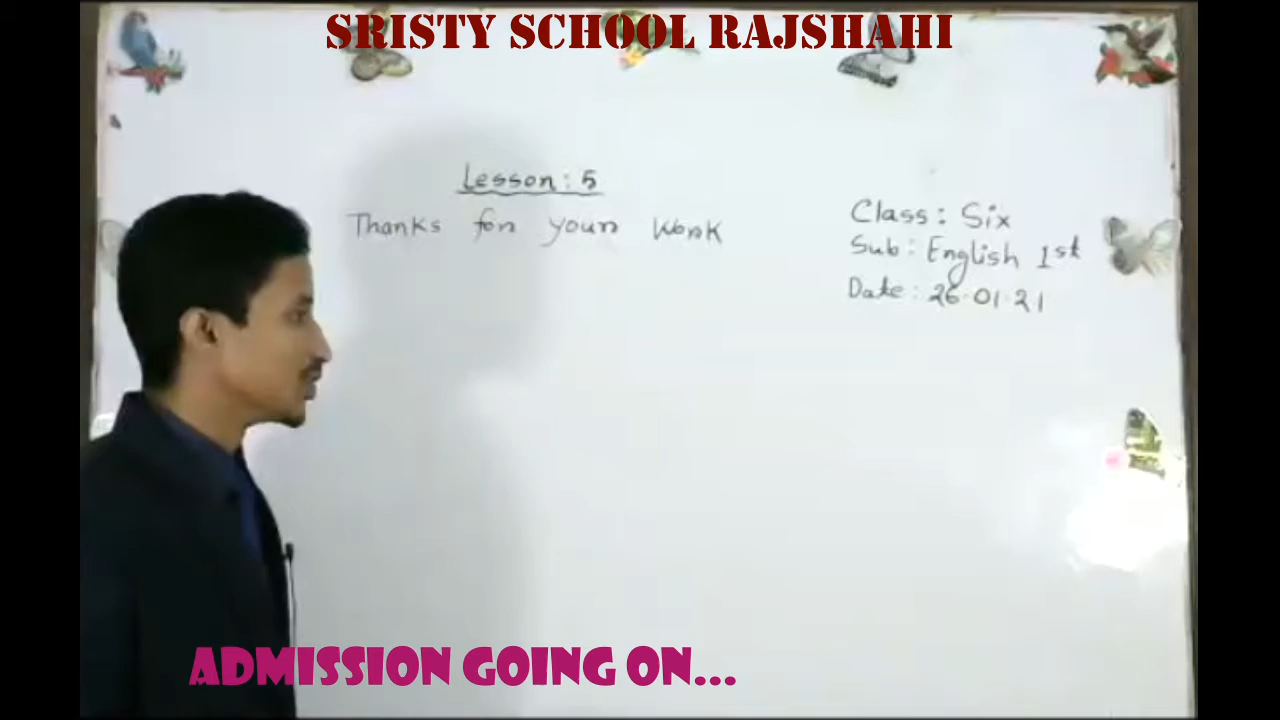 SRISTY SCHOOL RAJSHAHI
Lesson: 5
Thanks for your Work
Class: Six
Sub: English 1st
Date: 26.01.21
ADMISSION GOING ON...